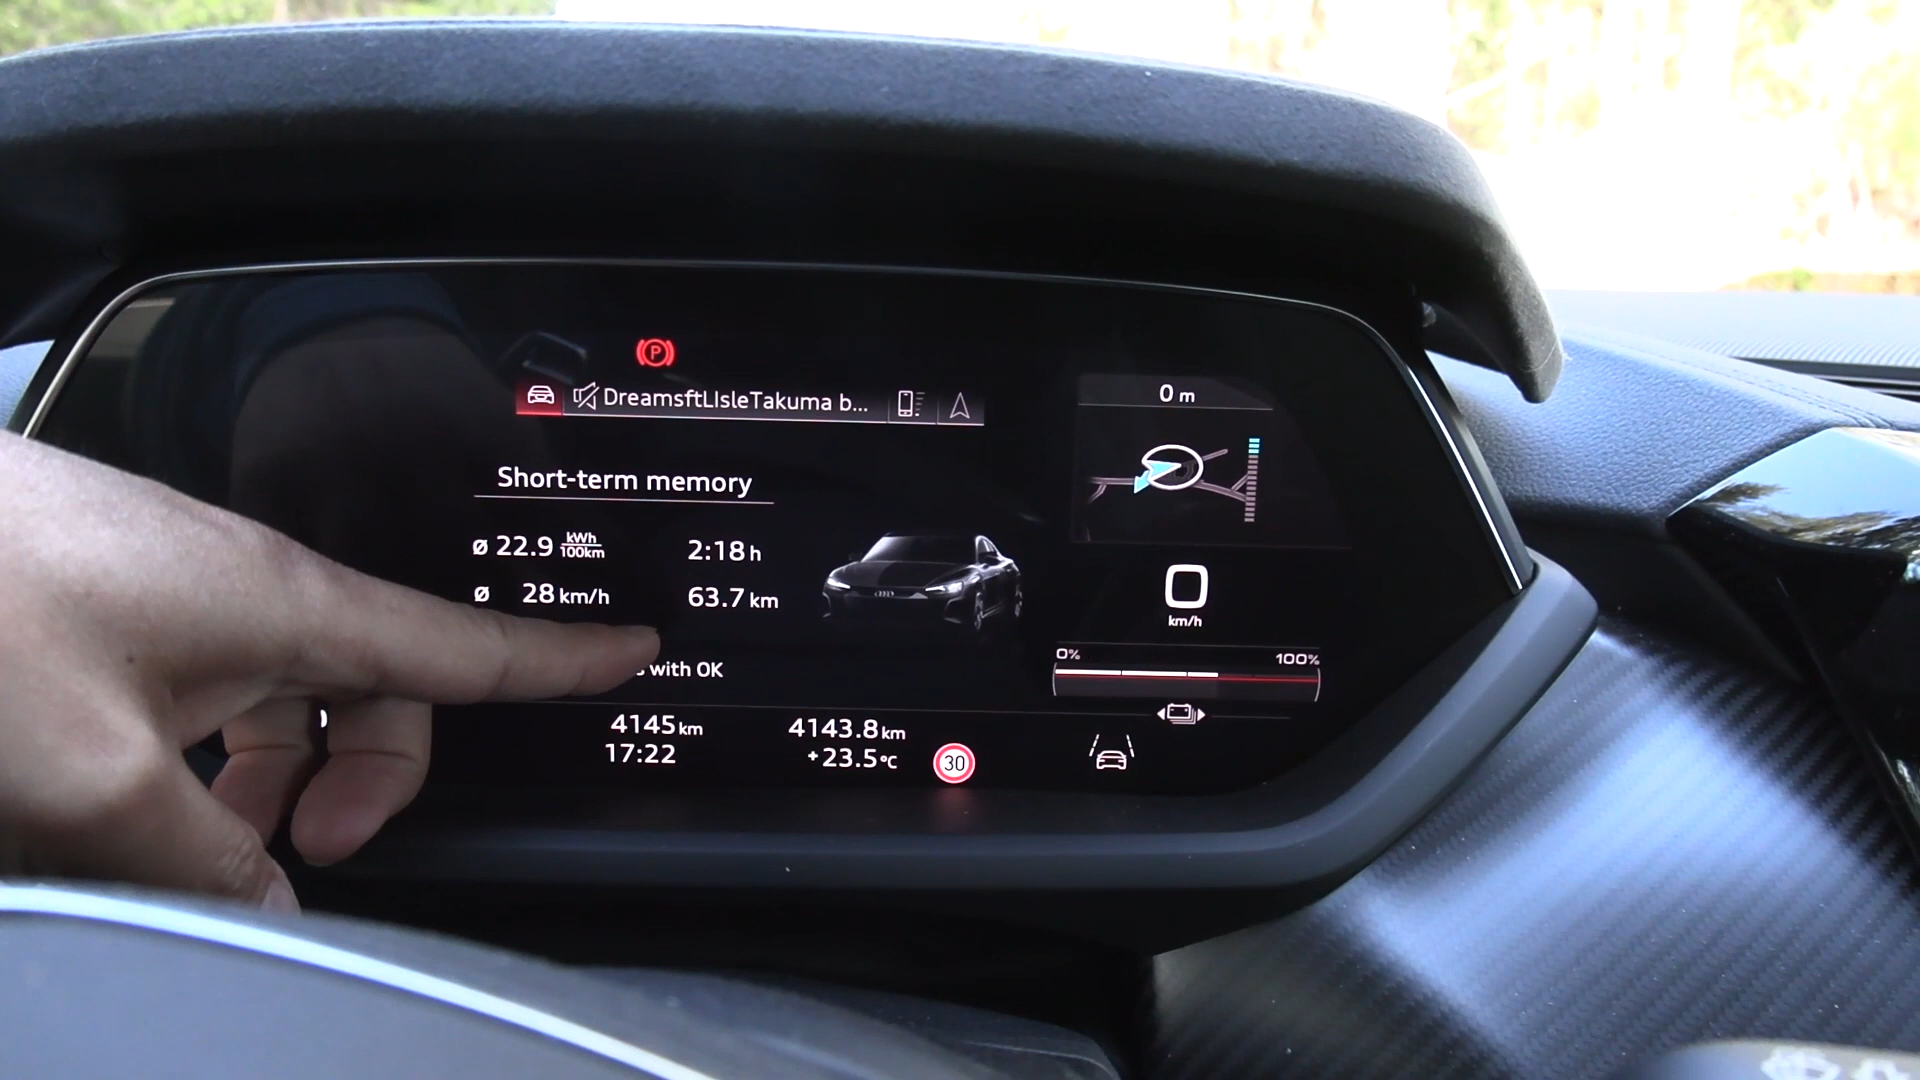 P
DreamsftLIsleTakuma b...
0 m
Short-term memory
ø 22.9 kWh/100km
2:18 h
ø 28 km/h
63.7 km
0
km/h
0% 100%
with OK
4145 km
4143.8 km
17:22
+23.5 °C
30